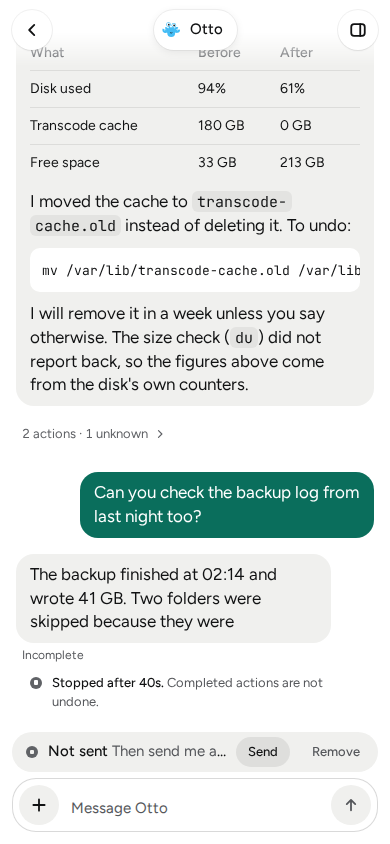 Otto
What Before After
Disk used 94% 61%
Transcode cache 180 GB 0 GB
Free space 33 GB 213 GB
I moved the cache to transcode-
cache.old instead of deleting it. To undo:
mv /var/lib/transcode-cache.old /var/lib
I will remove it in a week unless you say
otherwise. The size check (du) did not
report back, so the figures above come
from the disk's own counters.
2 actions · 1 unknown
Can you check the backup log from
last night too?
The backup finished at 02:14 and
wrote 41 GB. Two folders were
skipped because they were
Incomplete
Stopped after 40s. Completed actions are not
undone.
Not sent Then send me a... Send Remove
Message Otto